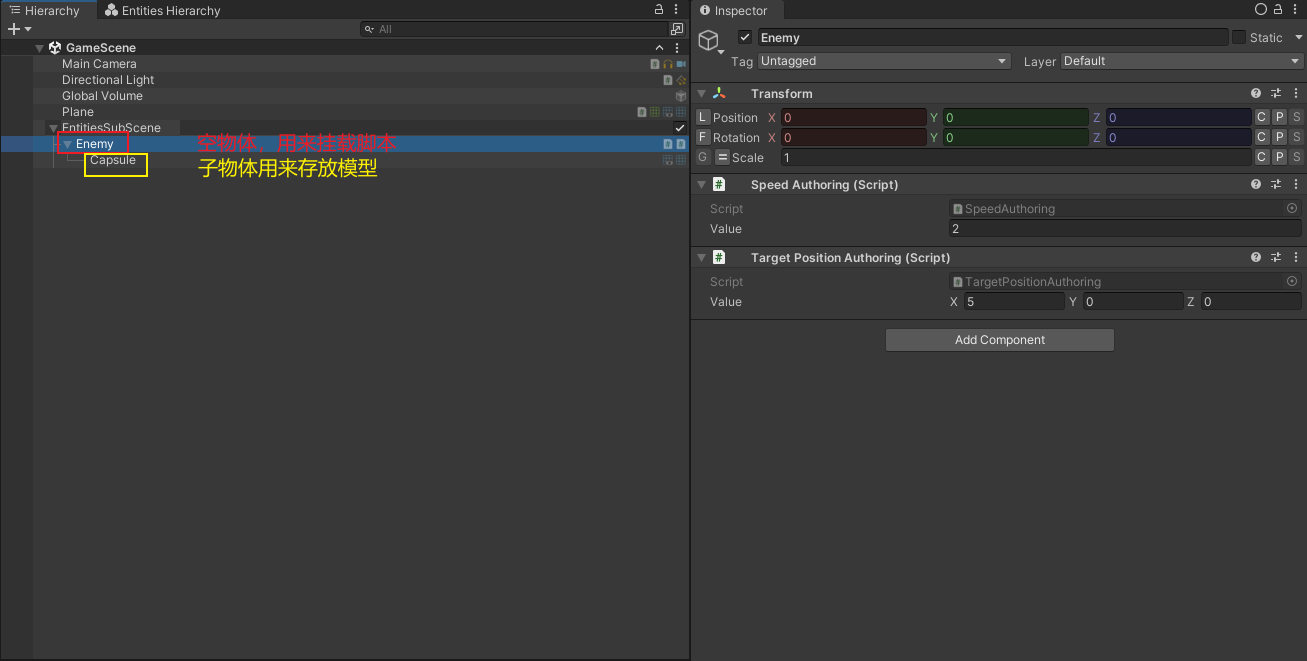 Hierarchy
Entities Hierarchy
All
GameScene
Main Camera
Directional Light
Global Volume
Plane
EntitiesSubScene
Enemy 空物体，用来挂载脚本
Capsule 子物体用来存放模型
Inspector
Enemy Static
Tag Untagged Layer Default
Transform
L Position X 0 Y 0 Z 0 C P S
F Rotation X 0 Y 0 Z 0 C P S
G = Scale 1 C P S
# Speed Authoring (Script)
Script SpeedAuthoring
Value 2
# Target Position Authoring (Script)
Script TargetPositionAuthoring
Value X 5 Y 0 Z 0
Add Component